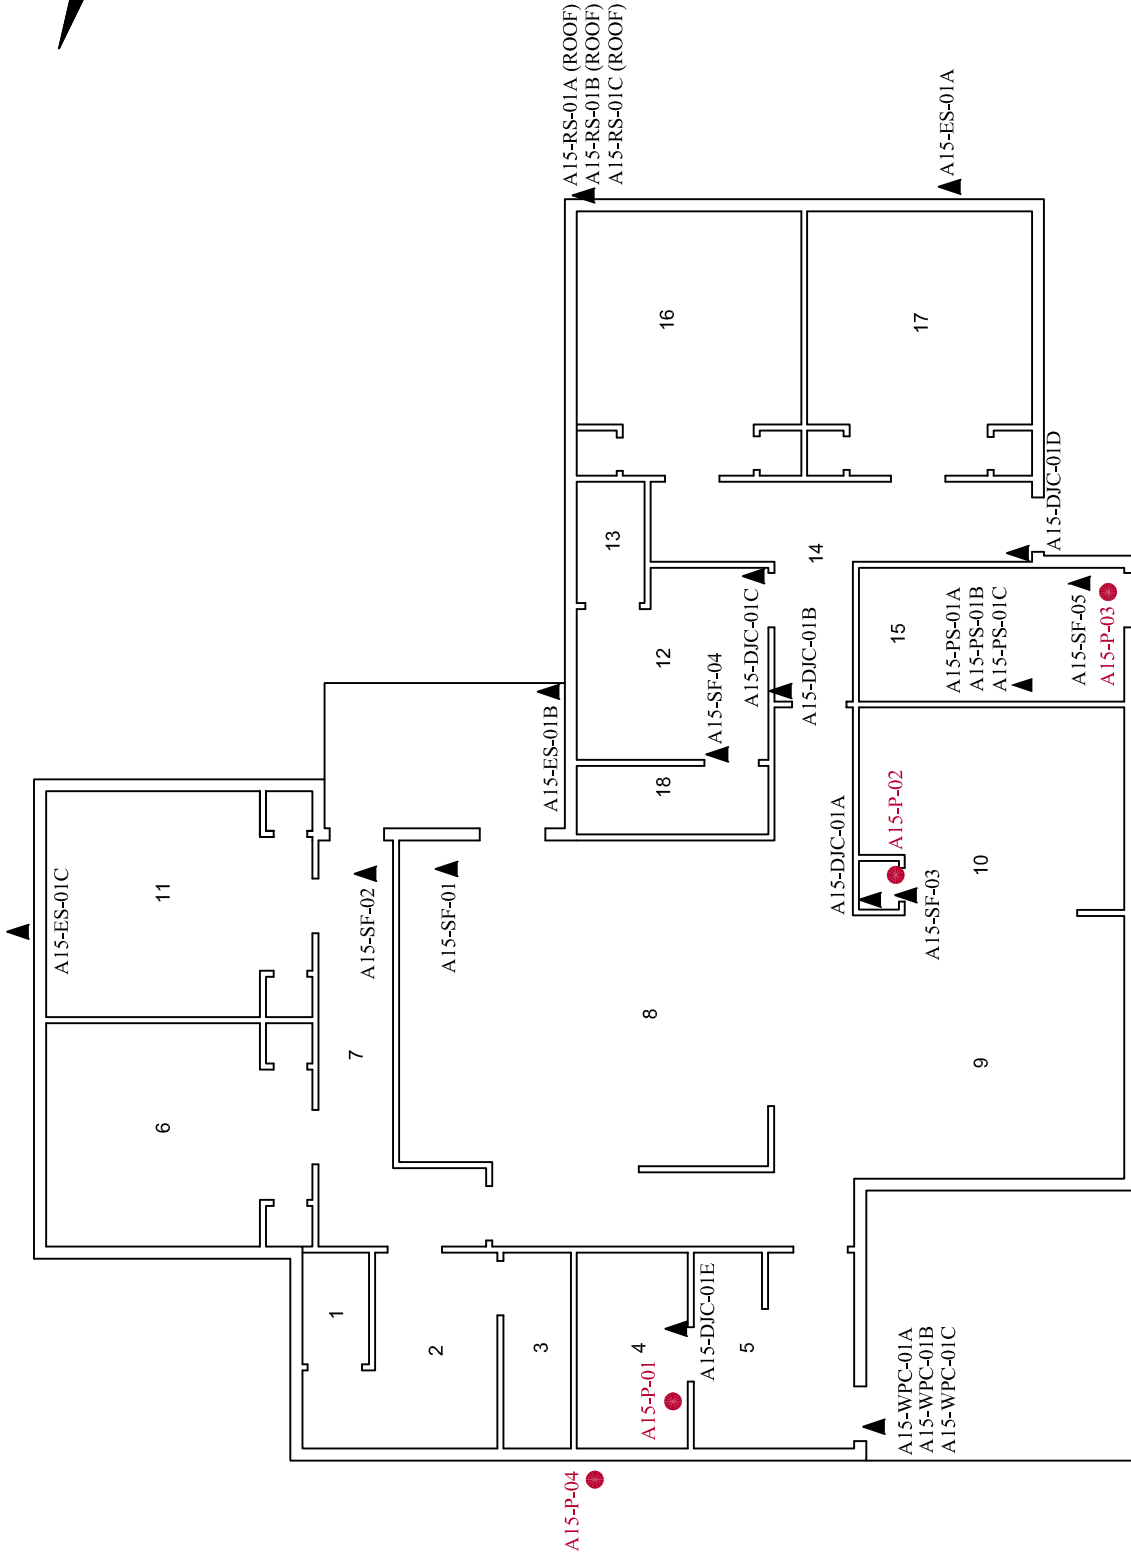 A15-RS-01A (ROOF)
A15-RS-01B (ROOF)
A15-RS-01C (ROOF)
A15-ES-01A
16
17
A15-DJC-01D
13
14
12
15
A15-PS-01A
A15-PS-01B
A15-PS-01C
A15-SF-05
A15-P-03
A15-DJC-01C
A15-DJC-01B
A15-SF-04
A15-ES-01B
18
A15-DJC-01A
A15-P-02
A15-SF-03
10
11
A15-ES-01C
A15-SF-02
A15-SF-01
8
7
9
6
1
2
3
4
5
A15-DJC-01E
A15-P-01
A15-WPC-01A
A15-WPC-01B
A15-WPC-01C
A15-P-04